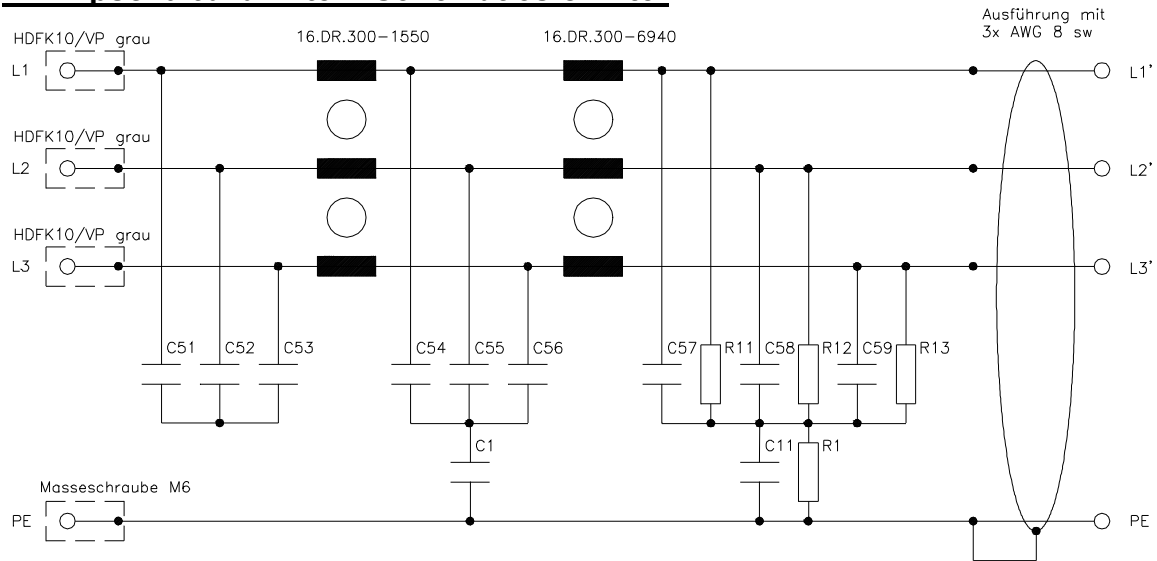 Ausführung mit
3x AWG 8 sw
HDFK10/VP grau
16.DR.300-1550
16.DR.300-6940
L1
L1'
HDFK10/VP grau
L2
L2'
HDFK10/VP grau
L3
L3'
C51
C52
C53
C54
C55
C56
C57
R11
C58
R12
C59
R13
C1
C11
R1
Masseschraube M6
PE
PE